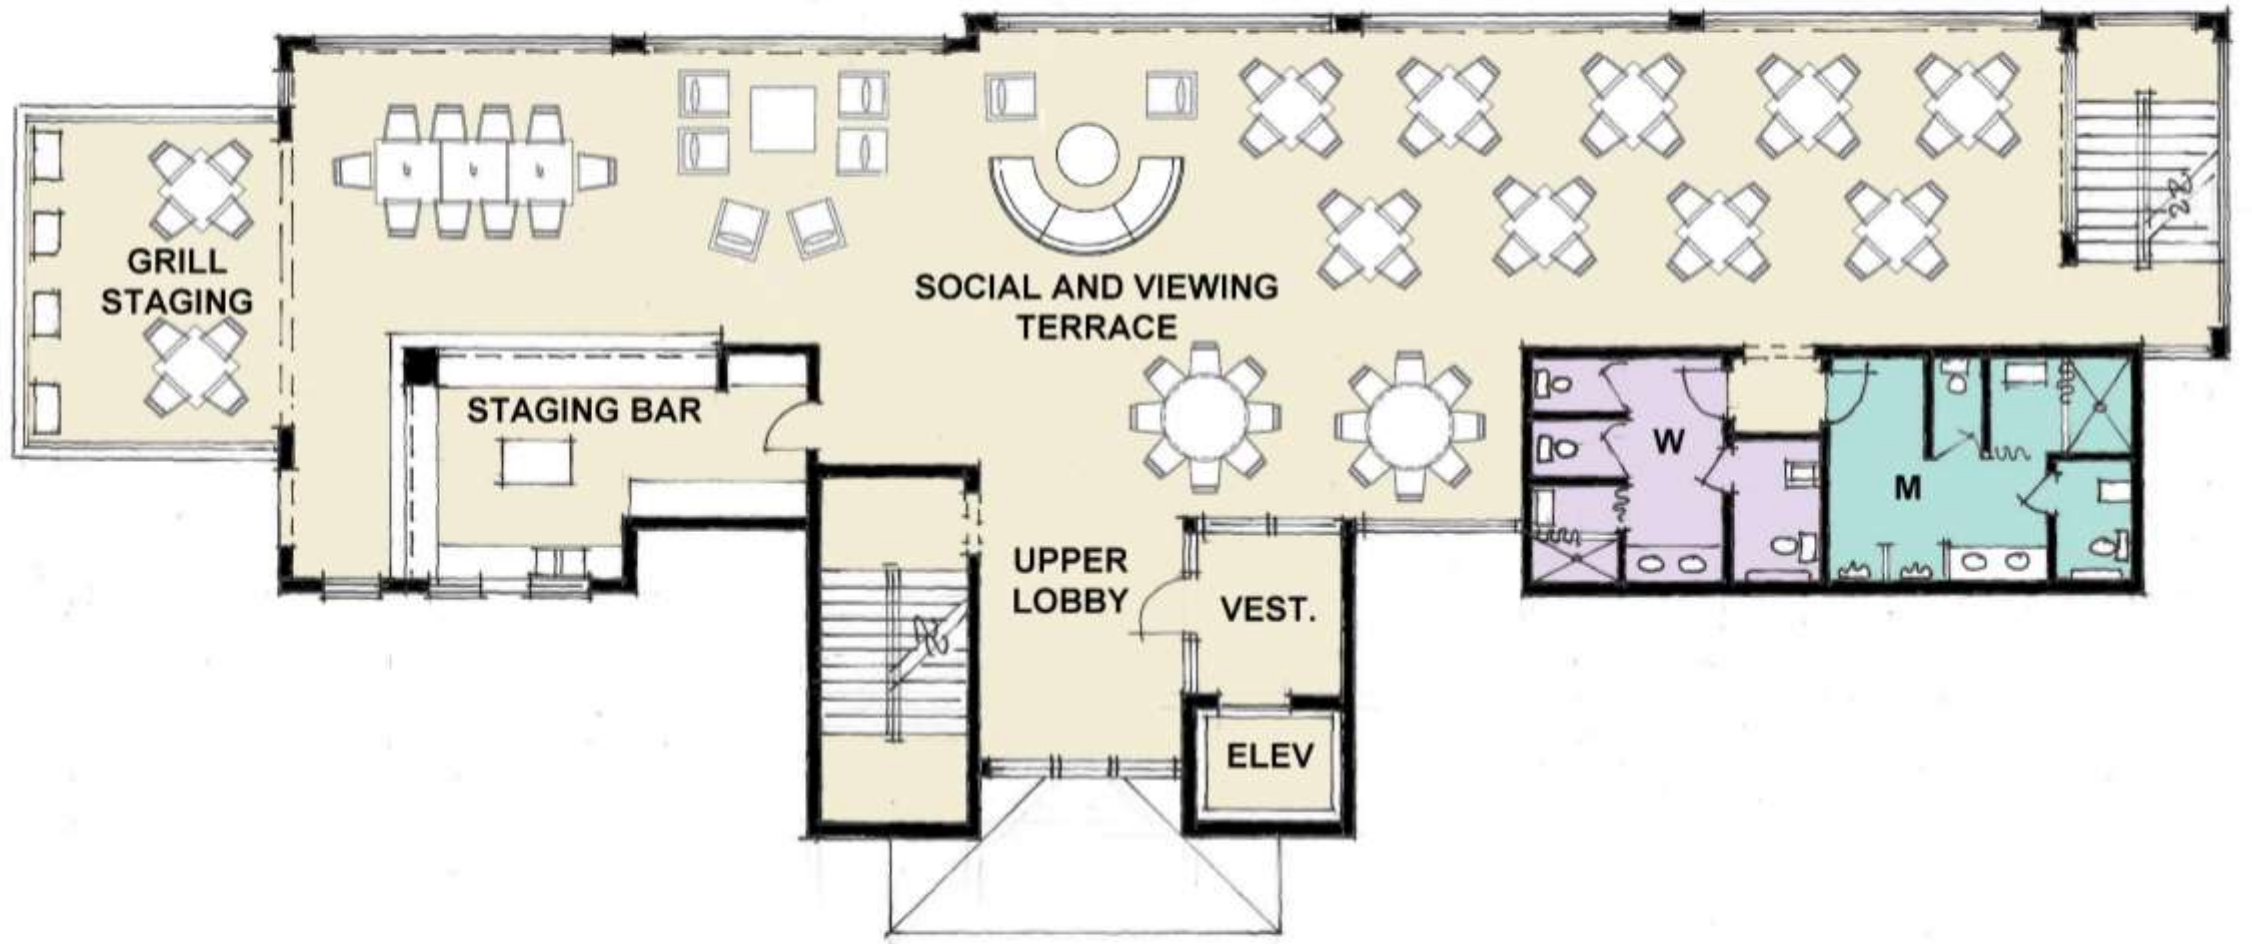 GRILL
STAGING
SOCIAL AND VIEWING
TERRACE
STAGING BAR
W
M
UPPER
LOBBY
VEST.
ELEV